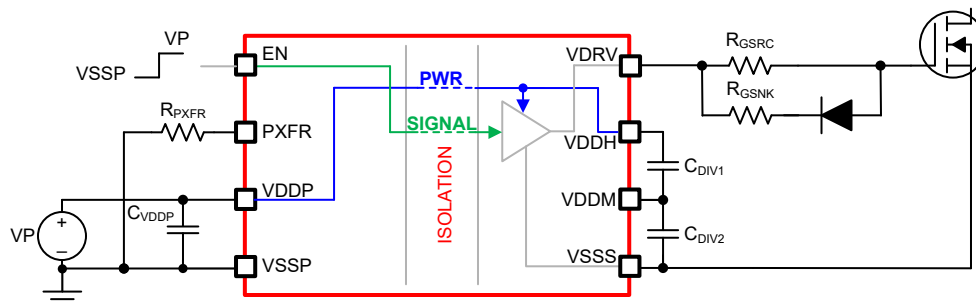 VP
VSSP
EN
VDRV
RGSRC
PWR
RGSNK
RPXFR
PXFR
SIGNAL
VDDH
ISOLATION
CDIV1
VDDP
VDDM
CVDDP
CDIV2
VP
+
–
VSSP
VSSS